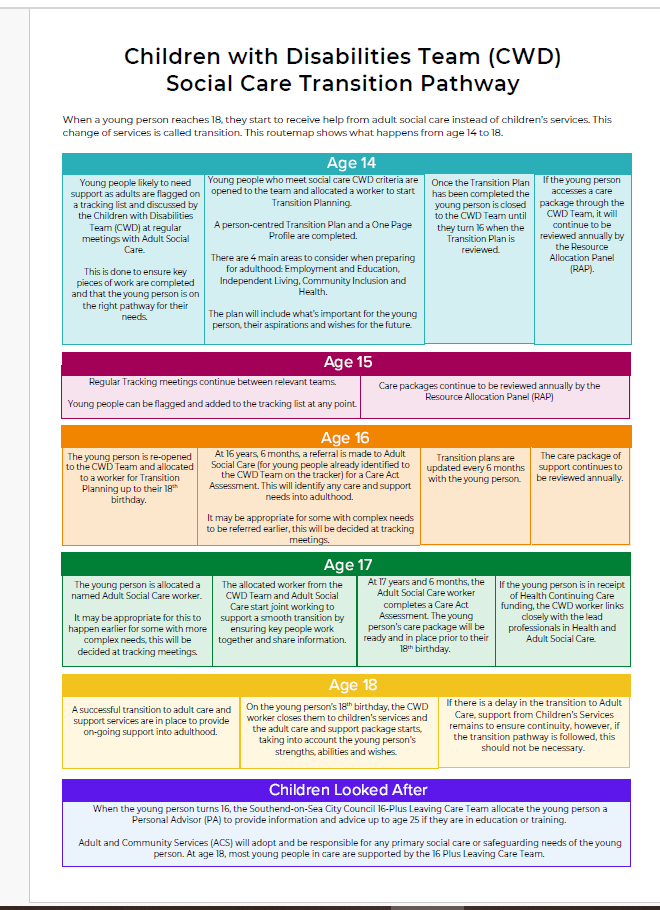 Children with Disabilities Team (CWD)
Social Care Transition Pathway
When a young person reaches 18, they start to receive help from adult social care instead of children's services. This
change of services is called transition. This routemap shows what happens from age 14 to 18.
Age 14
Young people likely to need
support as adults are flagged on
a tracking list and discussed by
the Children with Disabilities
Team (CWD) at regular
meetings with Adult Social
Care.
This is done to ensure key
pieces of work are completed
and that the young person is on
the right pathway for their
needs.
Young people who meet social care CWD criteria are
opened to the team and allocated a worker to start
Transition Planning.
A person-centred Transition Plan and a One Page
Profile are completed.
There are 4 main areas to consider when preparing
for adulthood: Employment and Education,
Independent Living, Community Inclusion and
Health.
The plan will include what's important for the young
person, their aspirations and wishes for the future.
Once the Transition Plan
has been completed the
young person is closed
to the CWD Team until
they turn 16 when the
Transition Plan is
reviewed.
If the young person
accesses a care
package through the
CWD Team, it will
continue to be
reviewed annually by
the Resource
Allocation Panel
(RAP).
Age 15
Regular Tracking meetings continue between relevant teams.
Young people can be flagged and added to the tracking list at any point.
Care packages continue to be reviewed annually by the
Resource Allocation Panel (RAP)
Age 16
The young person is re-opened
to the CWD Team and allocated
to a worker for Transition
Planning up to their 18th
birthday.
At 16 years, 6 months, a referral is made to Adult
Social Care (for young people already identified to
the CWD Team on the tracker) for a Care Act
Assessment. This will identify any care and support
needs into adulthood.
It may be appropriate for some with complex needs
to be referred earlier, this will be decided at tracking
meetings.
Transition plans are
updated every 6 months
with the young person.
The care package of
support continues to
be reviewed annually.
Age 17
The young person is allocated a
named Adult Social Care worker.
It may be appropriate for this to
happen earlier for some with more
complex needs, this will be
decided at tracking meetings.
The allocated worker from the
CWD Team and Adult Social
Care start joint working to
support a smooth transition by
ensuring key people work
together and share information.
At 17 years and 6 months, the
Adult Social Care worker
completes a Care Act
Assessment. The young
person's care package will be
ready and in place prior to their
18th birthday.
If the young person is in receipt
of Health Continuing Care
funding, the CWD worker links
closely with the lead
professionals in Health and
Adult Social Care.
Age 18
A successful transition to adult care and
support services are in place to provide
on-going support into adulthood.
On the young person's 18th birthday, the CWD
worker closes them to children's services and
the adult care and support package starts,
taking into account the young person's
strengths, abilities and wishes.
If there is a delay in the transition to Adult
Care, support from Children's Services
remains to ensure continuity, however, if
the transition pathway is followed, this
should not be necessary.
Children Looked After
When the young person turns 16, the Southend-on-Sea City Council 16-Plus Leaving Care Team allocate the young person a
Personal Advisor (PA) to provide information and advice up to age 25 if they are in education or training.
Adult and Community Services (ACS) will adopt and be responsible for any primary social care or safeguarding needs of the young
person. At age 18, most young people in care are supported by the 16 Plus Leaving Care Team.